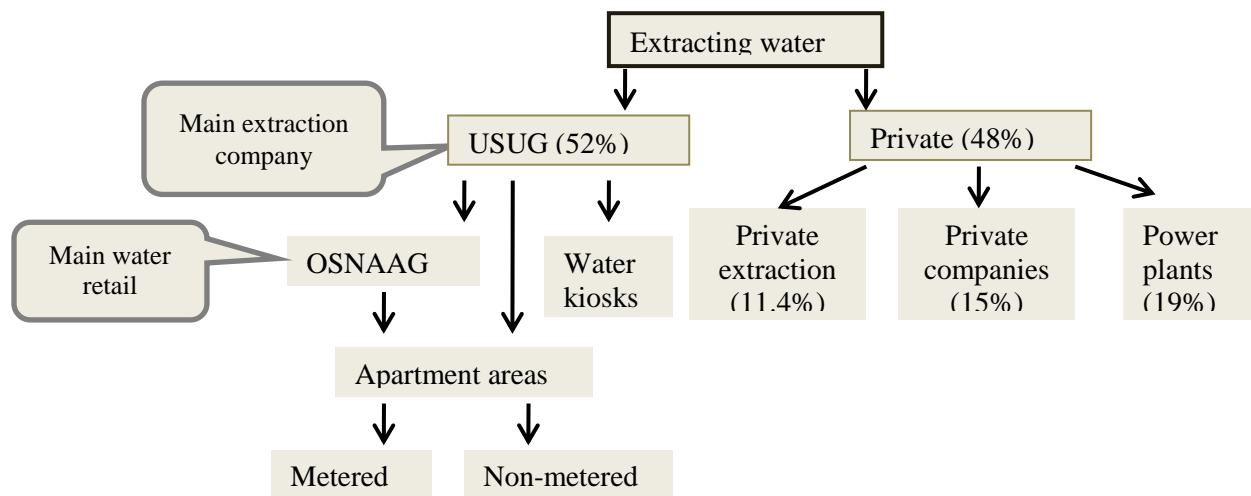 Extracting water
Main extraction
company
USUG (52%)
Private (48%)
Main water
retail
OSNAAG
Water
kiosks
Private
extraction
(11.4%)
Private
companies
(15%)
Power
plants
(19%)
Apartment areas
Metered
Non-metered